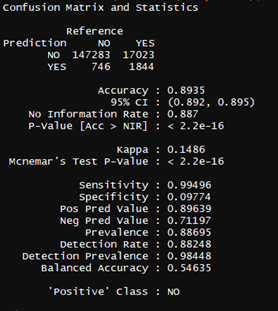 Confusion Matrix and Statistics
Reference
Prediction NO YES
NO 147283 17023
YES 746 1844
Accuracy : 0.8935
95% CI : (0.892, 0.895)
No Information Rate : 0.887
P-Value [Acc > NIR] : < 2.2e-16
Kappa : 0.1486
Mcnemar's Test P-Value : < 2.2e-16
Sensitivity : 0.99496
Specificity : 0.09774
Pos Pred Value : 0.89639
Neg Pred Value : 0.71197
Prevalence : 0.88695
Detection Rate : 0.88248
Detection Prevalence : 0.98448
Balanced Accuracy : 0.54635
'Positive' Class : NO